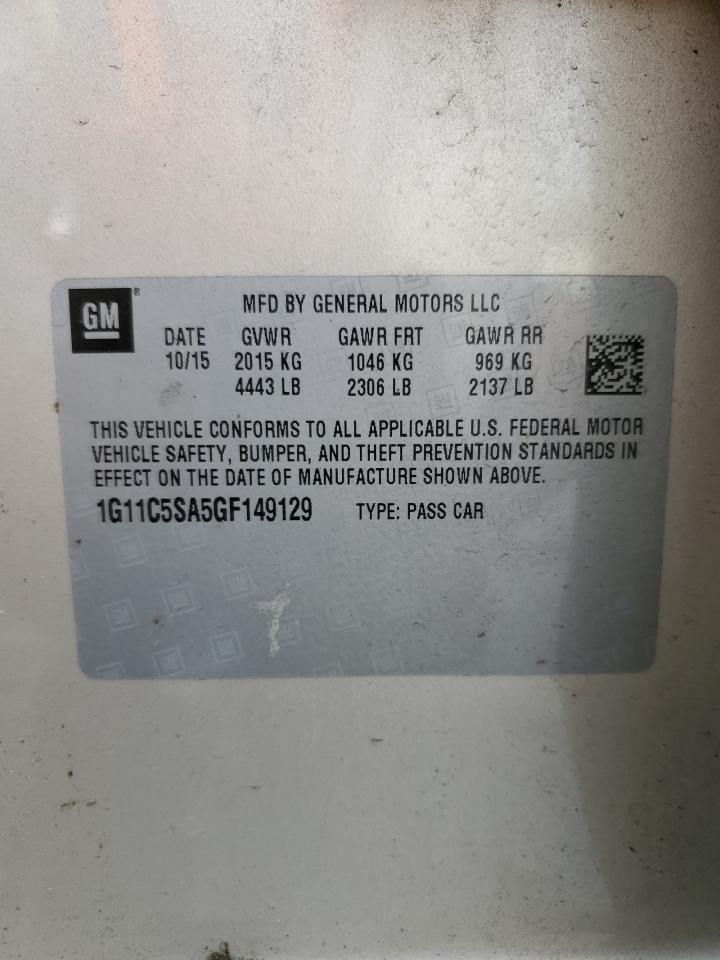 GM®
MFD BY GENERAL MOTORS LLC
DATE GVWR GAWR FRT GAWR RR
10/15 2015 KG 1046 KG 969 KG
4443 LB 2306 LB 2137 LB
THIS VEHICLE CONFORMS TO ALL APPLICABLE U.S. FEDERAL MOTOR
VEHICLE SAFETY, BUMPER, AND THEFT PREVENTION STANDARDS IN
EFFECT ON THE DATE OF MANUFACTURE SHOWN ABOVE.
1G11C5SA5GF149129 TYPE: PASS CAR